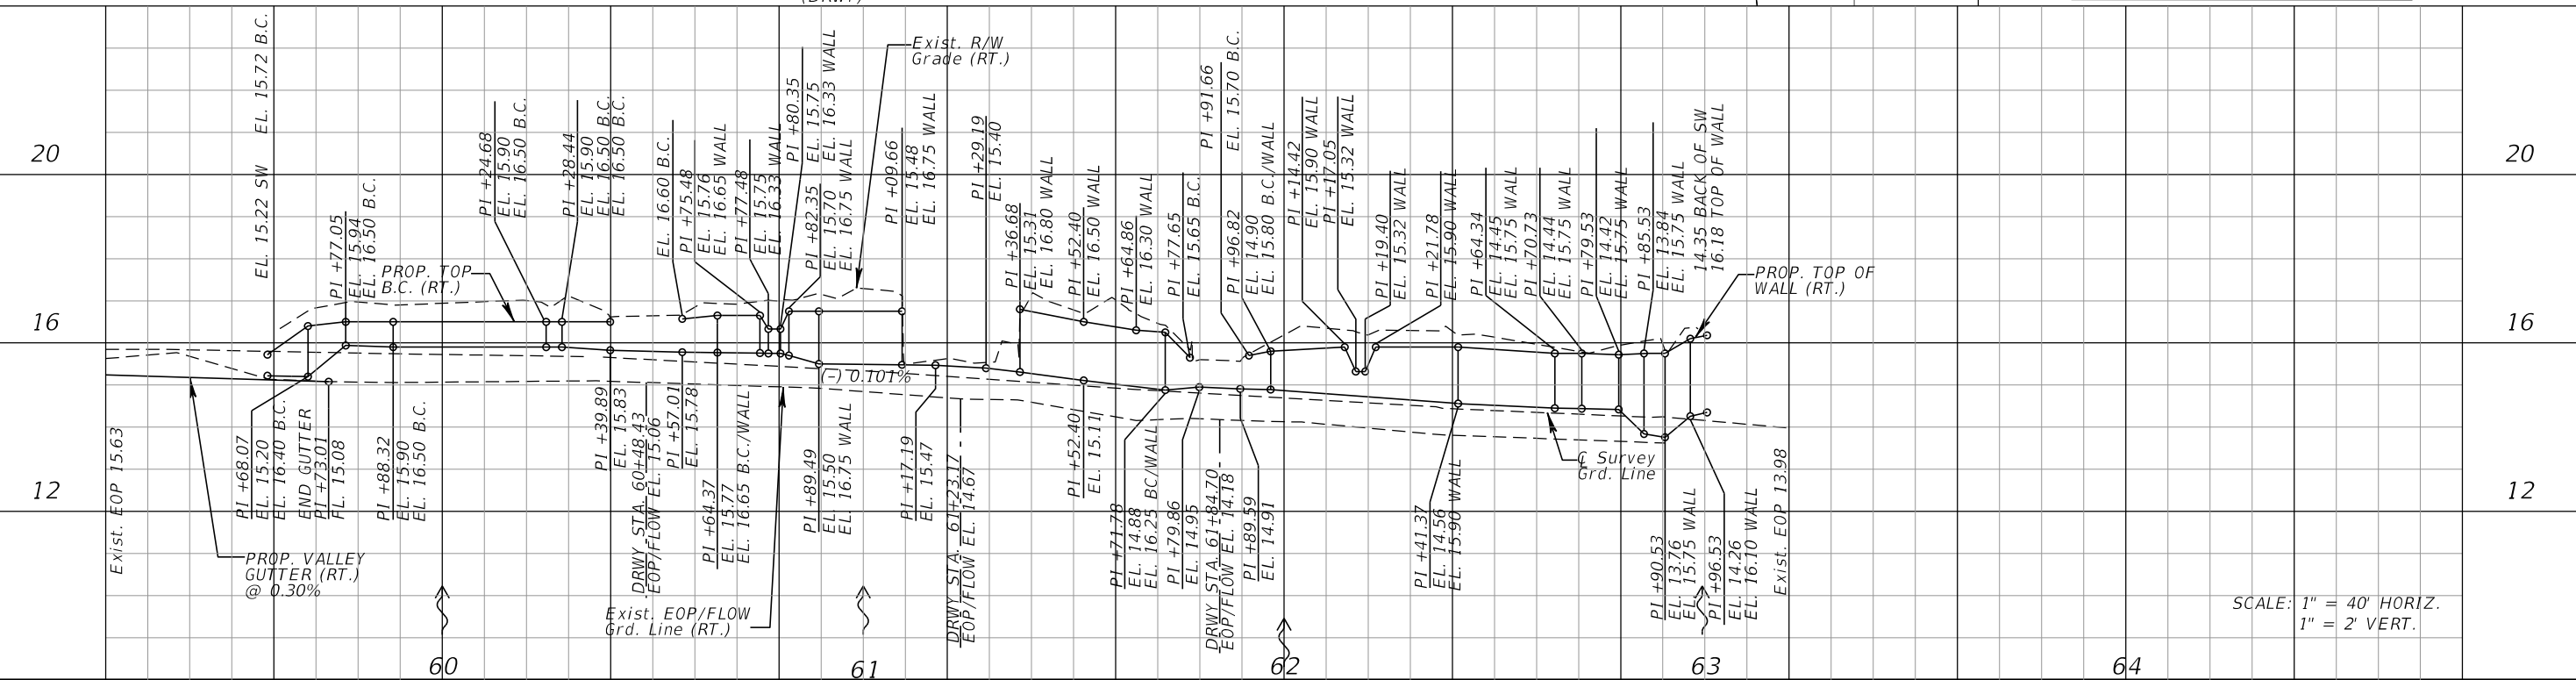 EL. 15.22 SW EL. 15.72 B.C.
PI +77.05
EL. 15.94
EL. 16.50 B.C.
PROP. TOP
B.C. (RT.)
PI +24.68
EL. 15.90
EL. 16.50 B.C.
PI +28.44
EL. 15.90
EL. 16.50 B.C.
EL. 16.50 B.C.
EL. 16.60 B.C.
PI +75.48
EL. 15.76
EL. 16.65 WALL
PI +77.48
EL. 15.75
EL. 16.33 WALL
PI +80.35
EL. 15.75
EL. 16.33 WALL
PI +82.35
EL. 15.70
EL. 16.75 WALL
Exist. R/W
Grade (RT.)
PI +09.66
EL. 15.48
EL. 16.75 WALL
PI +29.19
EL. 15.40
PI +36.68
EL. 15.31
EL. 16.80 WALL
PI +52.40
EL. 16.50 WALL
PI +64.86
EL. 16.30 WALL
PI +77.65
EL. 15.65 B.C.
PI +91.66
EL. 15.70 B.C.
PI +96.82
EL. 14.90
EL. 15.80 B.C./WALL
PI +14.42
EL. 15.90 WALL
PI +17.05
EL. 15.32 WALL
PI +19.40
EL. 15.32 WALL
PI +21.78
EL. 15.90 WALL
PI +64.34
EL. 14.45
EL. 15.75 WALL
PI +70.73
EL. 14.44
EL. 15.75 WALL
PI +79.53
EL. 14.42
EL. 15.75 WALL
PI +85.53
EL. 13.84
EL. 15.75 WALL
14.35 BACK OF SW
16.18 TOP OF WALL
PROP. TOP OF
WALL (RT.)
20
20
16
16
12
12
(-) 0.101%
Exist. EOP 15.63
PROP. VALLEY
GUTTER (RT.)
@ 0.30%
PI +68.07
EL. 15.20
EL. 16.40 B.C.
END GUTTER
PI +73.01
FL. 15.08
PI +88.32
EL. 15.90
EL. 16.50 B.C.
PI +39.89
EL. 15.83
DRWY STA. 60+48.43
EOP/FLOW EL. 15.06
PI +57.01
EL. 15.78
PI +64.37
EL. 15.77
EL. 16.65 B.C./WALL
Exist. EOP/FLOW
Grd. Line (RT.)
PI +89.49
EL. 15.50
EL. 16.75 WALL
PI +17.19
EL. 15.47
DRWY STA. 61+23.17
EOP/FLOW EL. 14.67
PI +52.40
EL. 15.11
PI +71.78
EL. 14.88
EL. 16.25 BC/WALL
PI +79.86
EL. 14.95
DRWY STA. 61+84.70
EOP/FLOW EL. 14.18
PI +89.59
EL. 14.91
PI +41.37
EL. 14.56
EL. 15.90 WALL
℄ Survey
Grd. Line
PI +90.53
EL. 13.76
EL. 15.75 WALL
PI +96.53
EL. 14.26
EL. 16.10 WALL
Exist. EOP 13.98
SCALE: 1" = 40' HORIZ.
1" = 2' VERT.
60
61
62
63
64